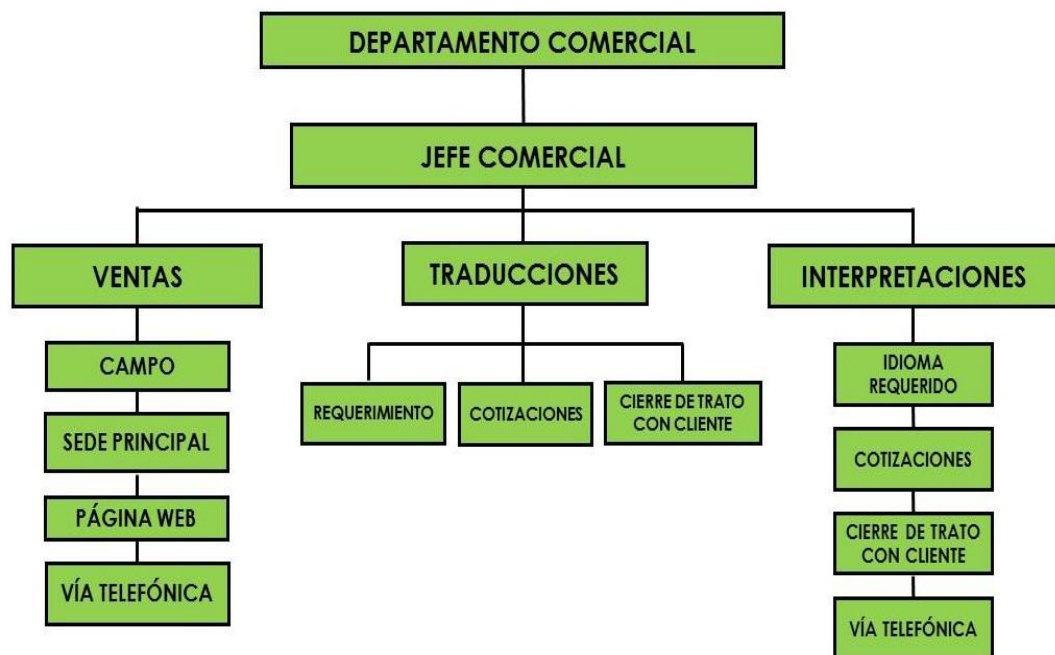 DEPARTAMENTO COMERCIAL
JEFE COMERCIAL
VENTAS
CAMPO
SEDE PRINCIPAL
PÁGINA WEB
VÍA TELEFÓNICA
TRADUCCIONES
REQUERIMIENTO
COTIZACIONES
CIERRE DE TRATO
CON CLIENTE
INTERPRETACIONES
IDIOMA
REQUERIDO
COTIZACIONES
CIERRE DE TRATO
CON CLIENTE
VÍA TELEFÓNICA